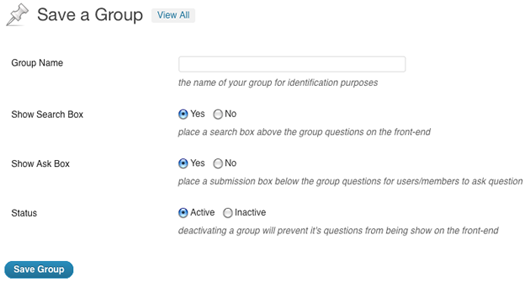 Save a Group View All
Group Name
the name of your group for identification purposes
Show Search Box Yes No
place a search box above the group questions on the front-end
Show Ask Box Yes No
place a submission box below the group questions for users/members to ask question
Status Active Inactive
deactivating a group will prevent it's questions from being show on the front-end
Save Group